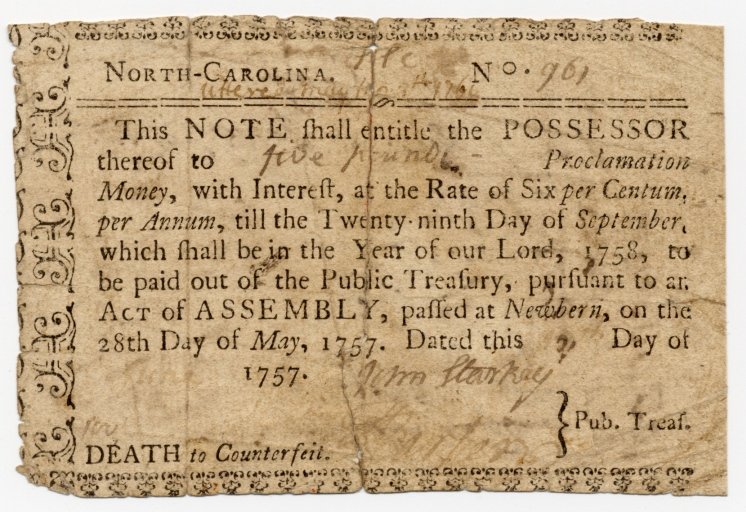 NORTH-CAROLINA. No. 961
This NOTE ſhall entitle the POSSESSOR
thereof to five pounds - Proclamation
Money, with Intereſt, at the Rate of Six per Centum,
per Annum, till the Twenty-ninth Day of September,
which ſhall be in the Year of our Lord, 1758, to
be paid out of the Public Treaſury, purſuant to an
ACT of ASSEMBLY, paſſed at Newbern, on the
28th Day of May, 1757. Dated this Day of
1757. John Starkey
} Pub. Treaſ.
DEATH to Counterfeit.